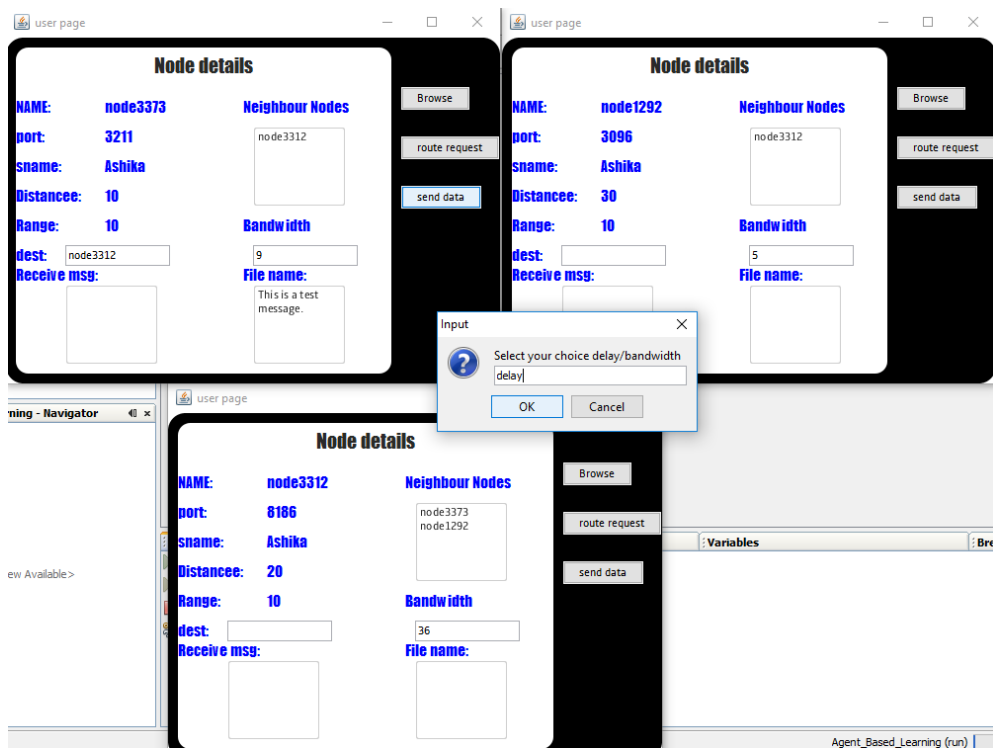 user page
Node details
NAME: node3373 Neighbour Nodes
Browse
port: 3211
node3312
route request
sname: Ashika
Distancee: 10
send data
Range: 10 Bandwidth
dest: node3312 9
Receive msg: File name:
This is a test
message.
user page
Node details
NAME: node1292 Neighbour Nodes
Browse
port: 3096
node3312
route request
sname: Ashika
Distancee: 30
send data
Range: 10 Bandwidth
dest: 5
Receive msg: File name:
Input
Select your choice delay/bandwidth
delay
OK Cancel
rning - Navigator
ew Available>
user page
Node details
NAME: node3312 Neighbour Nodes
Browse
port: 8186
node3373
node1292
route request
sname: Ashika
Distancee: 20
send data
Range: 10 Bandwidth
dest: 36
Receive msg: File name:
Variables
Bre
Agent_Based_Learning (run)